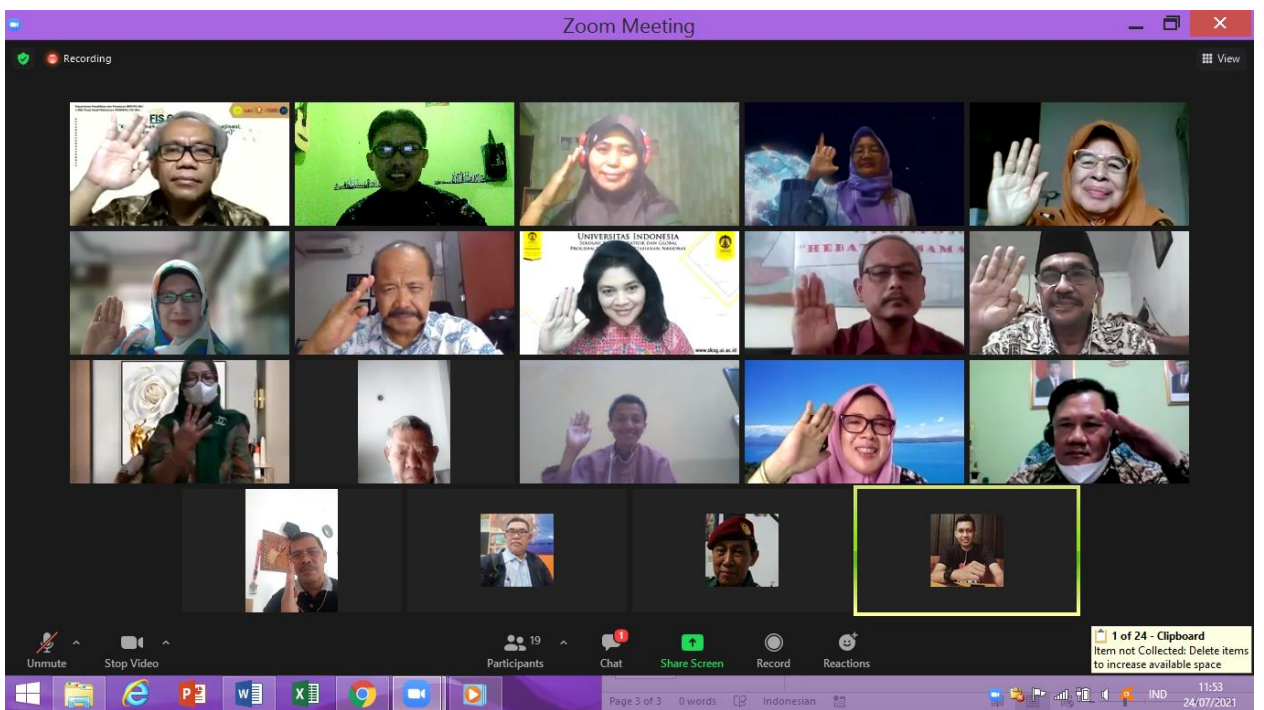 Zoom Meeting
Recording
View
FIS
UNIVERSITAS INDONESIA
"HEBAT
AMA
www.sksg.ui.ac.id
Unmute
Stop Video
19
Participants
1
Chat
Share Screen
Record
Reactions
1 of 24 - Clipboard
Item not Collected: Delete items
to increase available space
Page 3 of 3
0 words
Indonesian
IND
11:53
24/07/2021